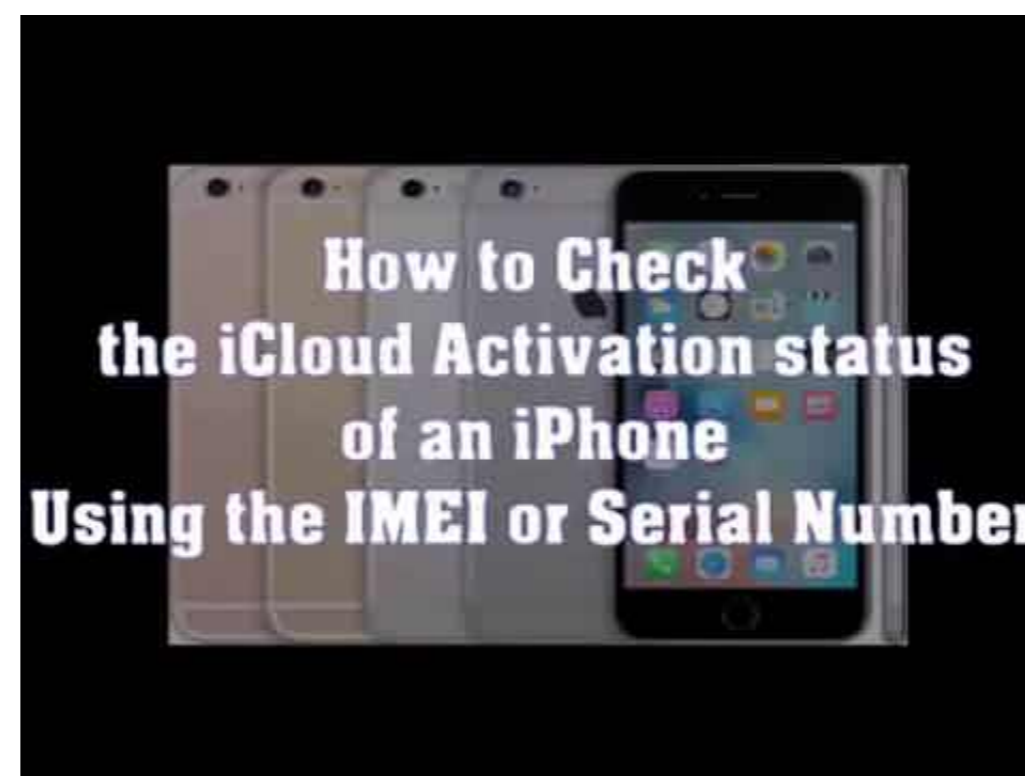 How to Check
the iCloud Activation status
of an iPhone
Using the IMEI or Serial Number